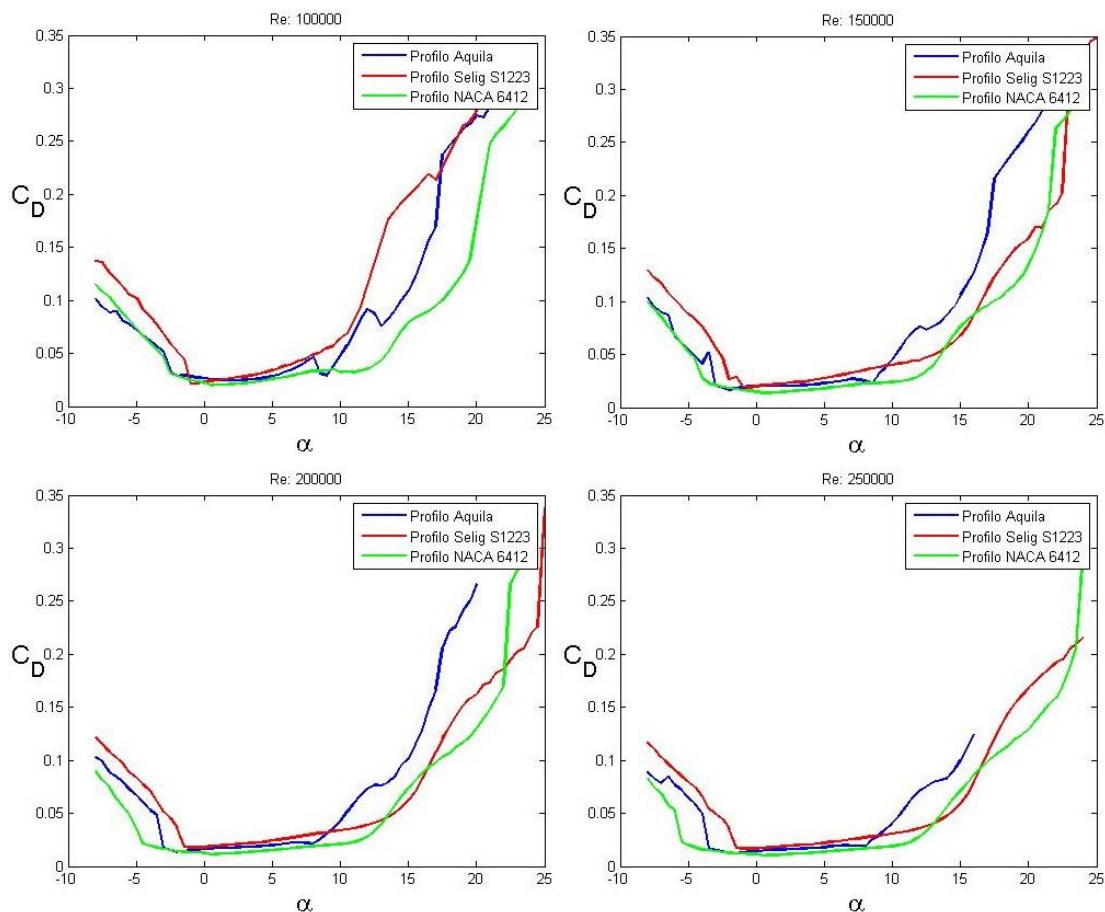 Re: 100000
0.35
0.3
0.25
0.2
0.15
0.1
0.05
0
C_D
-10 -5 0 5 10 15 20 25
α
Profilo Aquila
Profilo Selig S1223
Profilo NACA 6412
Re: 150000
0.35
0.3
0.25
0.2
0.15
0.1
0.05
0
C_D
-10 -5 0 5 10 15 20 25
α
Profilo Aquila
Profilo Selig S1223
Profilo NACA 6412
Re: 200000
0.35
0.3
0.25
0.2
0.15
0.1
0.05
0
C_D
-10 -5 0 5 10 15 20 25
α
Profilo Aquila
Profilo Selig S1223
Profilo NACA 6412
Re: 250000
0.35
0.3
0.25
0.2
0.15
0.1
0.05
0
C_D
-10 -5 0 5 10 15 20 25
α
Profilo Aquila
Profilo Selig S1223
Profilo NACA 6412